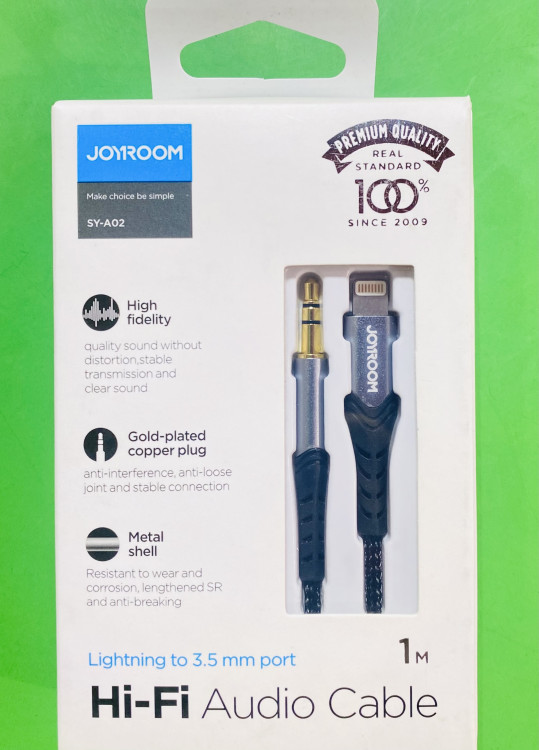 JOYROOM
Make choice be simple
SY-A02
PREMIUM QUALITY
REAL
STANDARD
100%
SINCE 2009
High
fidelity
quality sound without
distortion,stable
transmission and
clear sound
Gold-plated
copper plug
anti-interference, anti-loose
joint and stable connection
Metal
shell
Resistant to wear and
corrosion, lengthened SR
and anti-breaking
JOYROOM
Lightning to 3.5 mm port
1M
Hi-Fi Audio Cable